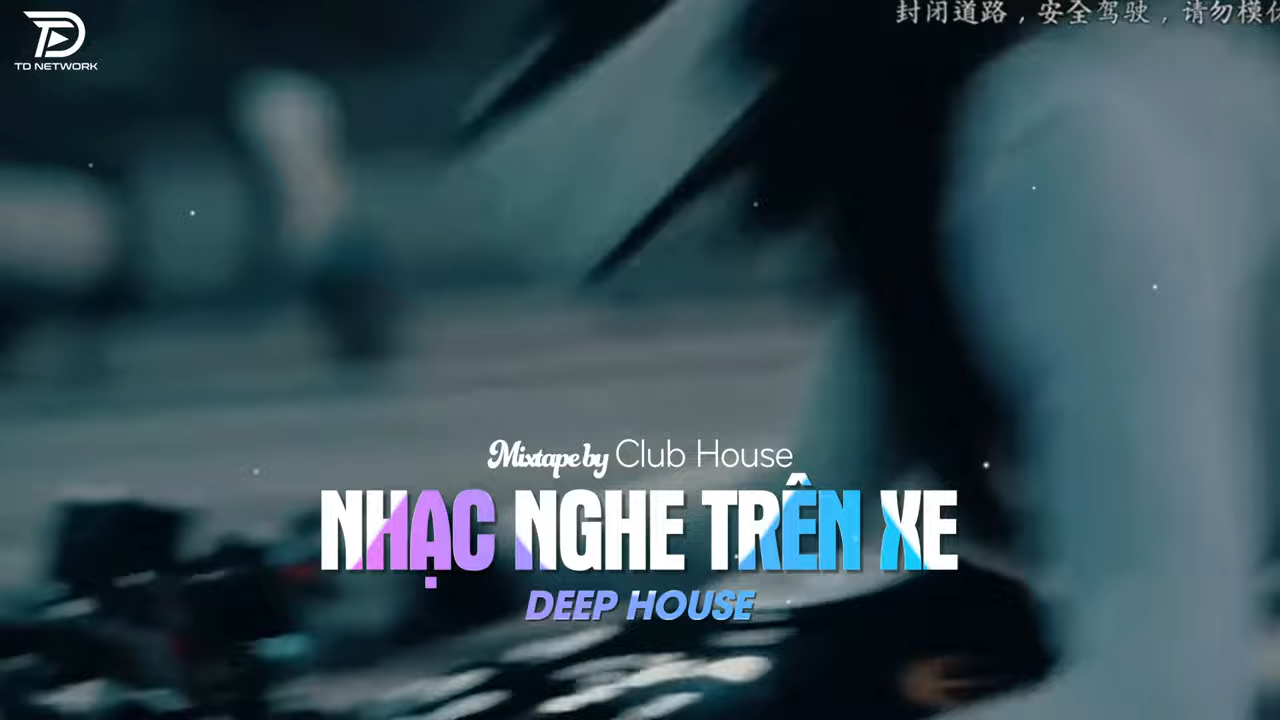 TD NETWORK
封闭道路，安全驾驶，请勿模仿
Mixtape by Club House
NHẠC NGHE TRÊN XE
DEEP HOUSE